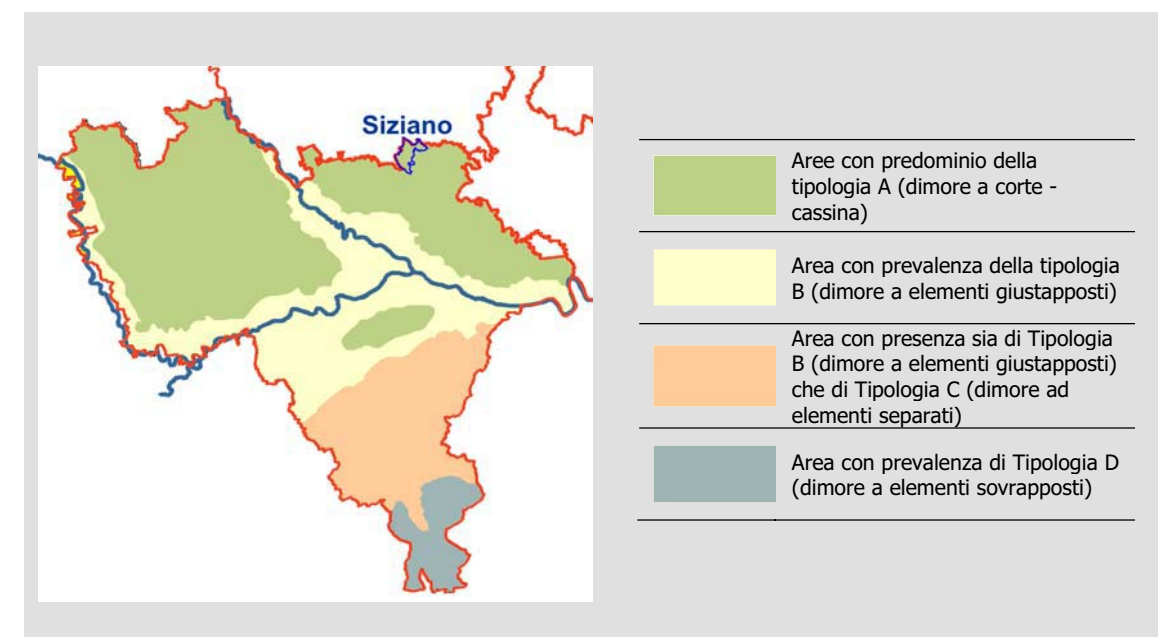 Siziano
Aree con predominio della
tipologia A (dimore a corte -
cassina)
Area con prevalenza della tipologia
B (dimore a elementi giustapposti)
Area con presenza sia di Tipologia
B (dimore a elementi giustapposti)
che di Tipologia C (dimore ad
elementi separati)
Area con prevalenza di Tipologia D
(dimore a elementi sovrapposti)